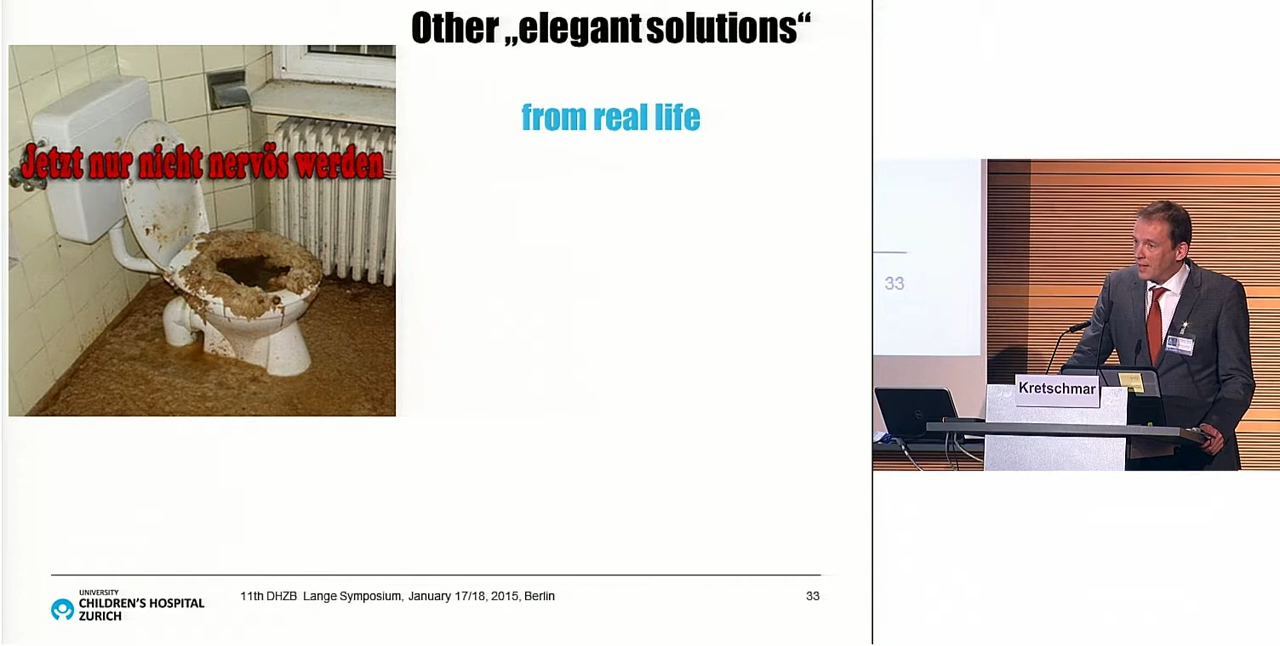 Other „elegant solutions“
from real life
Jetzt nur nicht nervös werden
33
Kretschmar
UNIVERSITY
CHILDREN'S HOSPITAL
ZURICH
11th DHZB Lange Symposium, January 17/18, 2015, Berlin
33